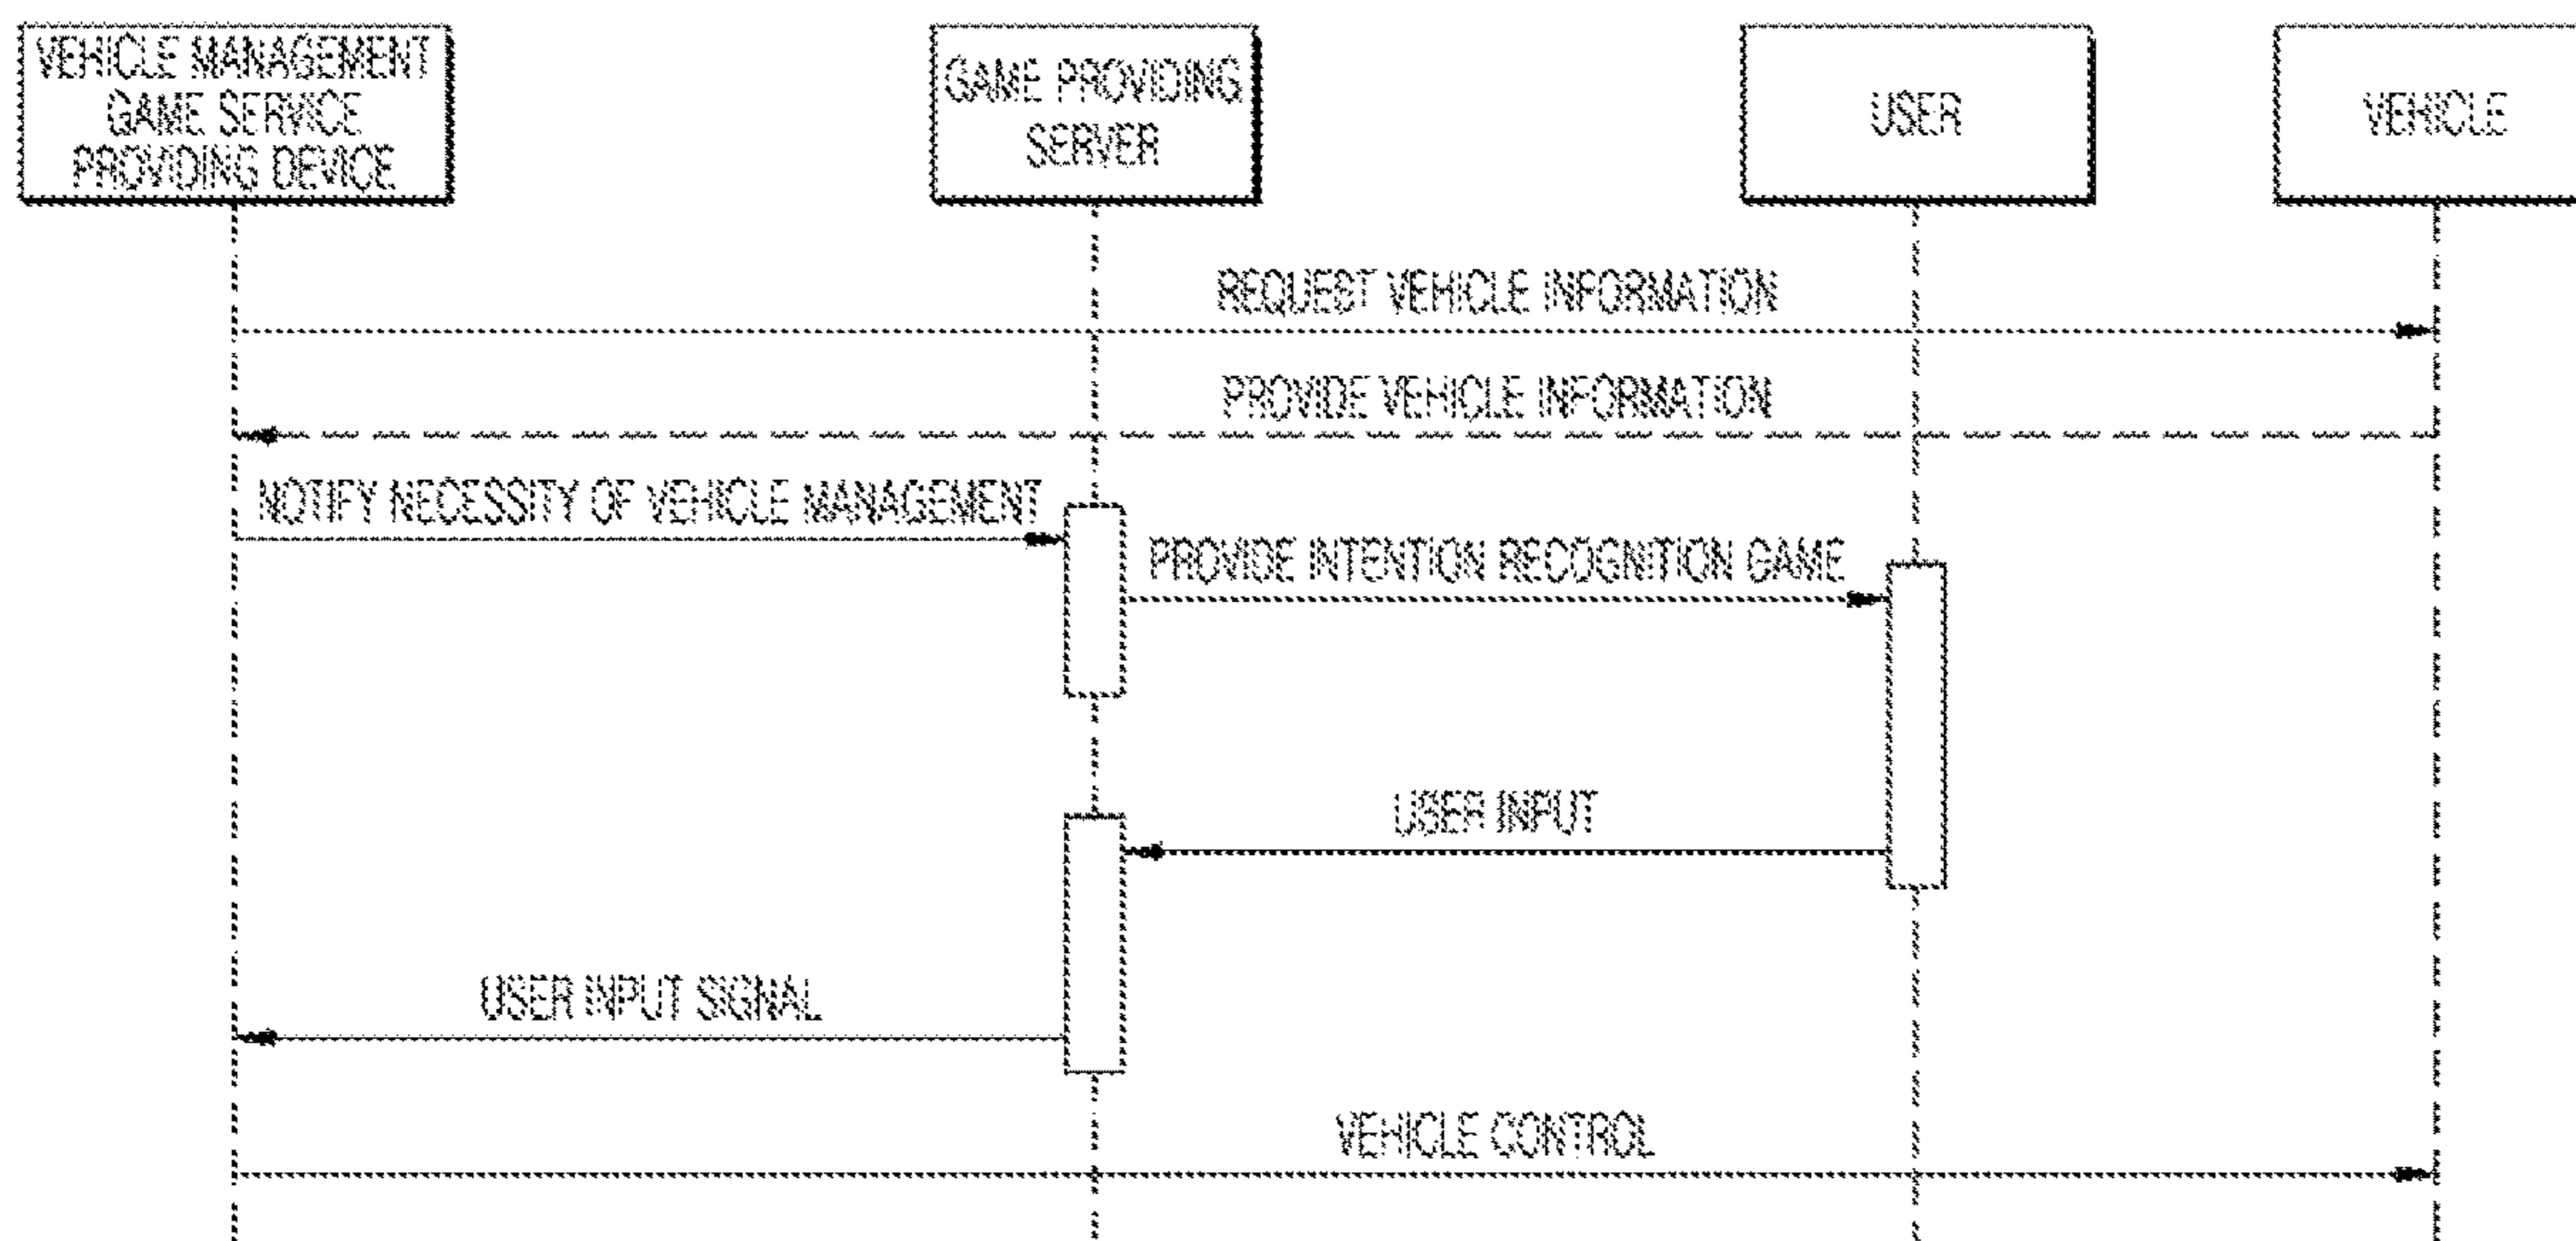 VEHICLE MANAGEMENT
GAME SERVICE
PROVIDING DEVICE
GAME PROVIDING
SERVER
USER
VEHICLE
REQUEST VEHICLE INFORMATION
PROVIDE VEHICLE INFORMATION
NOTIFY NECESSITY OF VEHICLE MANAGEMENT
PROVIDE INTENTION RECOGNITION GAME
USER INPUT
USER INPUT SIGNAL
VEHICLE CONTROL